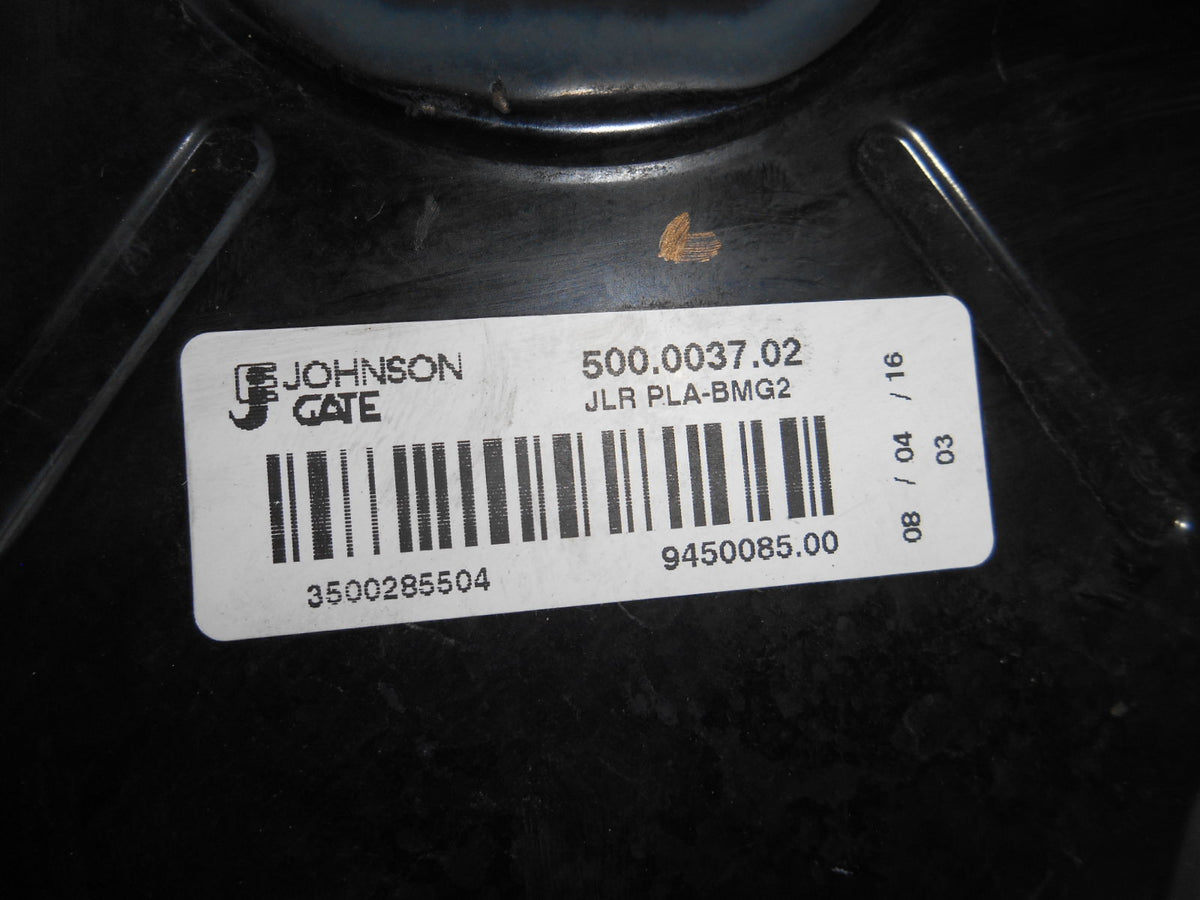 JOHNSON
GATE
500.0037.02
JLR PLA-BMG2
3500285504
9450085.00
08 / 04 / 16
03